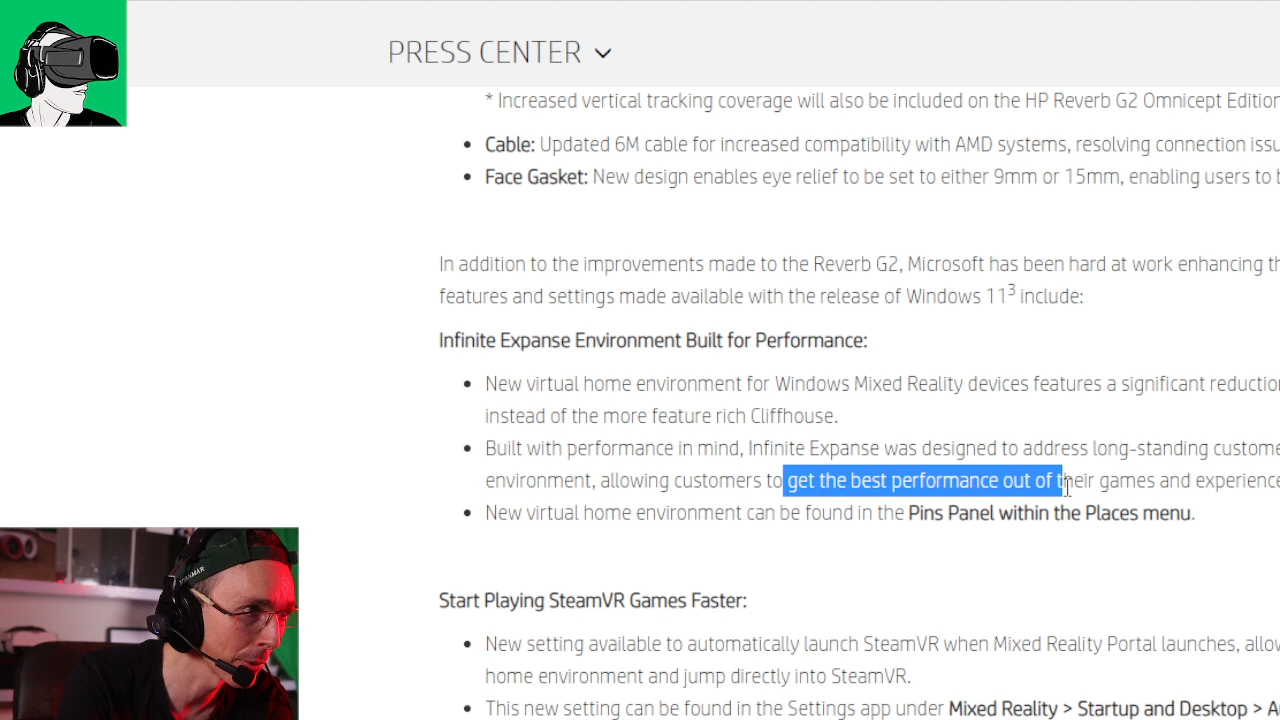 PRESS CENTER
* Increased vertical tracking coverage will also be included on the HP Reverb G2 Omnicept Edition
• Cable: Updated 6M cable for increased compatibility with AMD systems, resolving connection issu
• Face Gasket: New design enables eye relief to be set to either 9mm or 15mm, enabling users to b
In addition to the improvements made to the Reverb G2, Microsoft has been hard at work enhancing th
features and settings made available with the release of Windows 11³ include:
Infinite Expanse Environment Built for Performance:
• New virtual home environment for Windows Mixed Reality devices features a significant reduction
instead of the more feature rich Cliffhouse.
• Built with performance in mind, Infinite Expanse was designed to address long-standing custome
environment, allowing customers to get the best performance out of their games and experience
• New virtual home environment can be found in the Pins Panel within the Places menu.
Start Playing SteamVR Games Faster:
• New setting available to automatically launch SteamVR when Mixed Reality Portal launches, allow
home environment and jump directly into SteamVR.
• This new setting can be found in the Settings app under Mixed Reality > Startup and Desktop > A